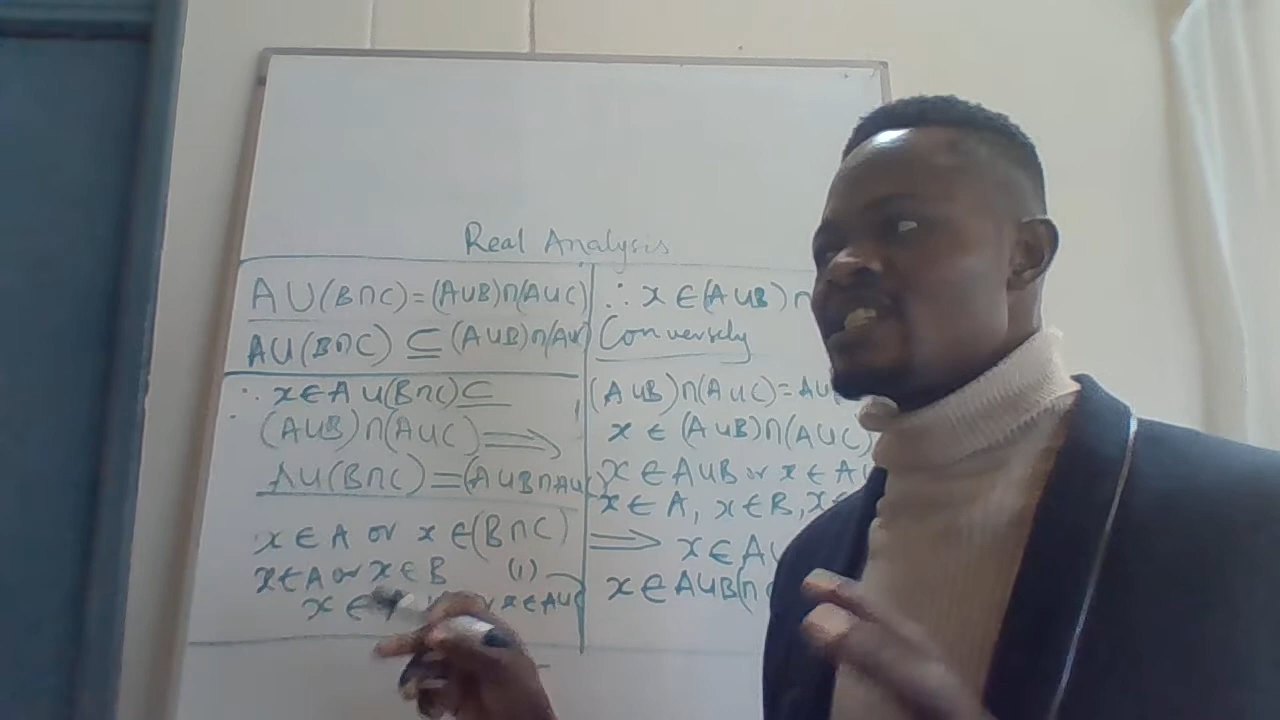 Real Analysis
A∪(B∩C)=(A∪B)∩(A∪C)
A∪(B∩C) ⊆ (A∪B)∩(A∪
∴ x∈A∪(B∩C)⊆
(A∪B)∩(A∪C) ⟹
A∪(B∩C)=(A∪B∩A∪
x∈A or x∈(B∩C)
x∈A or x∈B (1)
x∈ x∈A∪C
∴ x∈(A∪B)∩
Conversely
(A∪B)∩(A∪C)=A∪
x∈(A∪B)∩(A∪C)
x∈A∪B or x∈A∪
x∈A, x∈B, x∈
⟹ x∈A∪
x∈A∪B∩